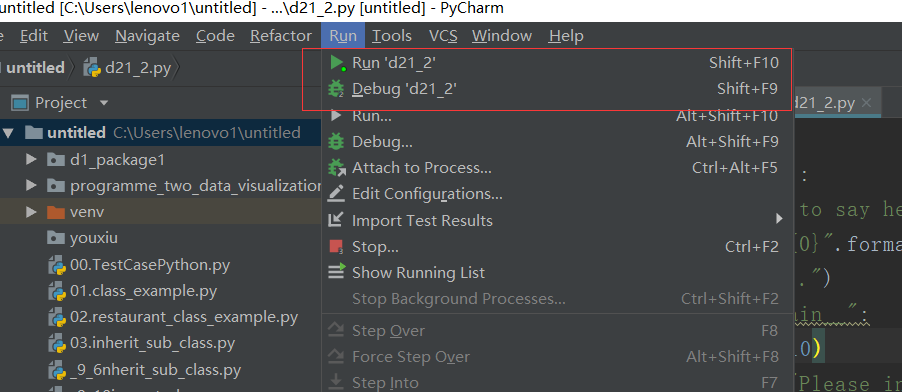 untitled [C:\Users\lenovo1\untitled] - ...\d21_2.py [untitled] - PyCharm
View Navigate Code Refactor Run Tools VCS Window Help
untitled d21_2.py
Project
untitled C:\Users\lenovo1\untitled
d1_package1
programme_two_data_visualization
venv
youxiu
00.TestCasePython.py
01.class_example.py
02.restaurant_class_example.py
03.inherit_sub_class.py
_9_6nherit_sub_class.py
Run 'd21_2' Shift+F10
Debug 'd21_2' Shift+F9
Run... Alt+Shift+F10
Debug... Alt+Shift+F9
Attach to Process... Ctrl+Alt+F5
Edit Configurations...
Import Test Results
Stop... Ctrl+F2
Show Running List
Stop Background Processes... Ctrl+Shift+F2
Step Over F8
Force Step Over Alt+Shift+F8
Step Into F7
d21_2.py
:
to say he
{0}".forma
.")
in__":
10)
Please in